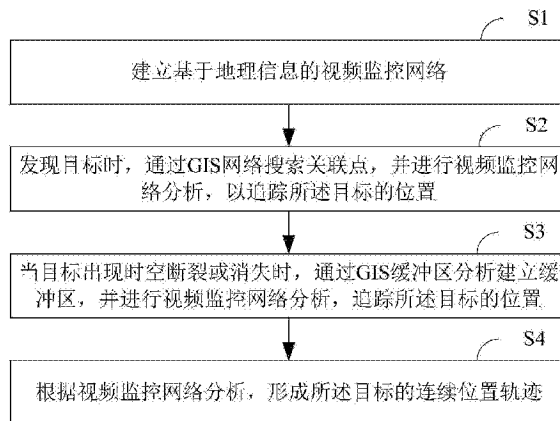 S1
建立基于地理信息的视频监控网络
S2
发现目标时，通过GIS网络搜索关联点，并进行视频监控网
络分析，以追踪所述目标的位置
S3
当目标出现时空断裂或消失时，通过GIS缓冲区分析建立缓
冲区，并进行视频监控网络分析，追踪所述目标的位置
S4
根据视频监控网络分析，形成所述目标的连续位置轨迹